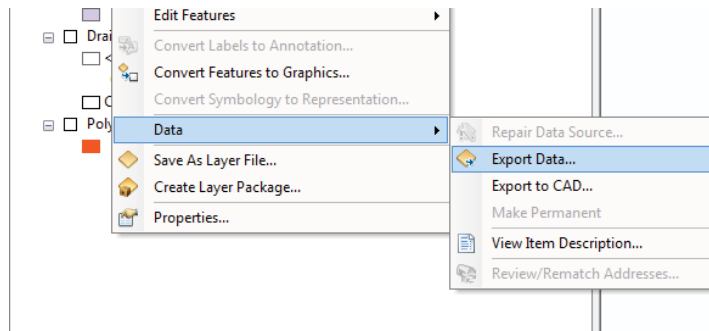 Edit Features
Drai
Convert Labels to Annotation...
<
Convert Features to Graphics...
C
Convert Symbology to Representation...
Poly
Data
Repair Data Source...
Save As Layer File...
Export Data...
Create Layer Package...
Export to CAD...
Properties...
Make Permanent
View Item Description...
Review/Rematch Addresses...